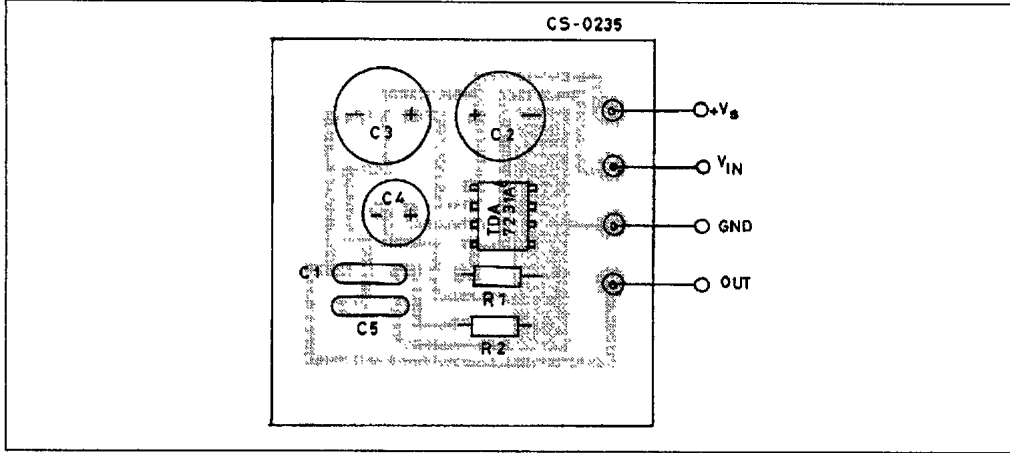 CS-0235
- + C3
+ - C2
+Vs
VIN
C4
- +
TDA
7231A
GND
C1
R1
OUT
C5
R2